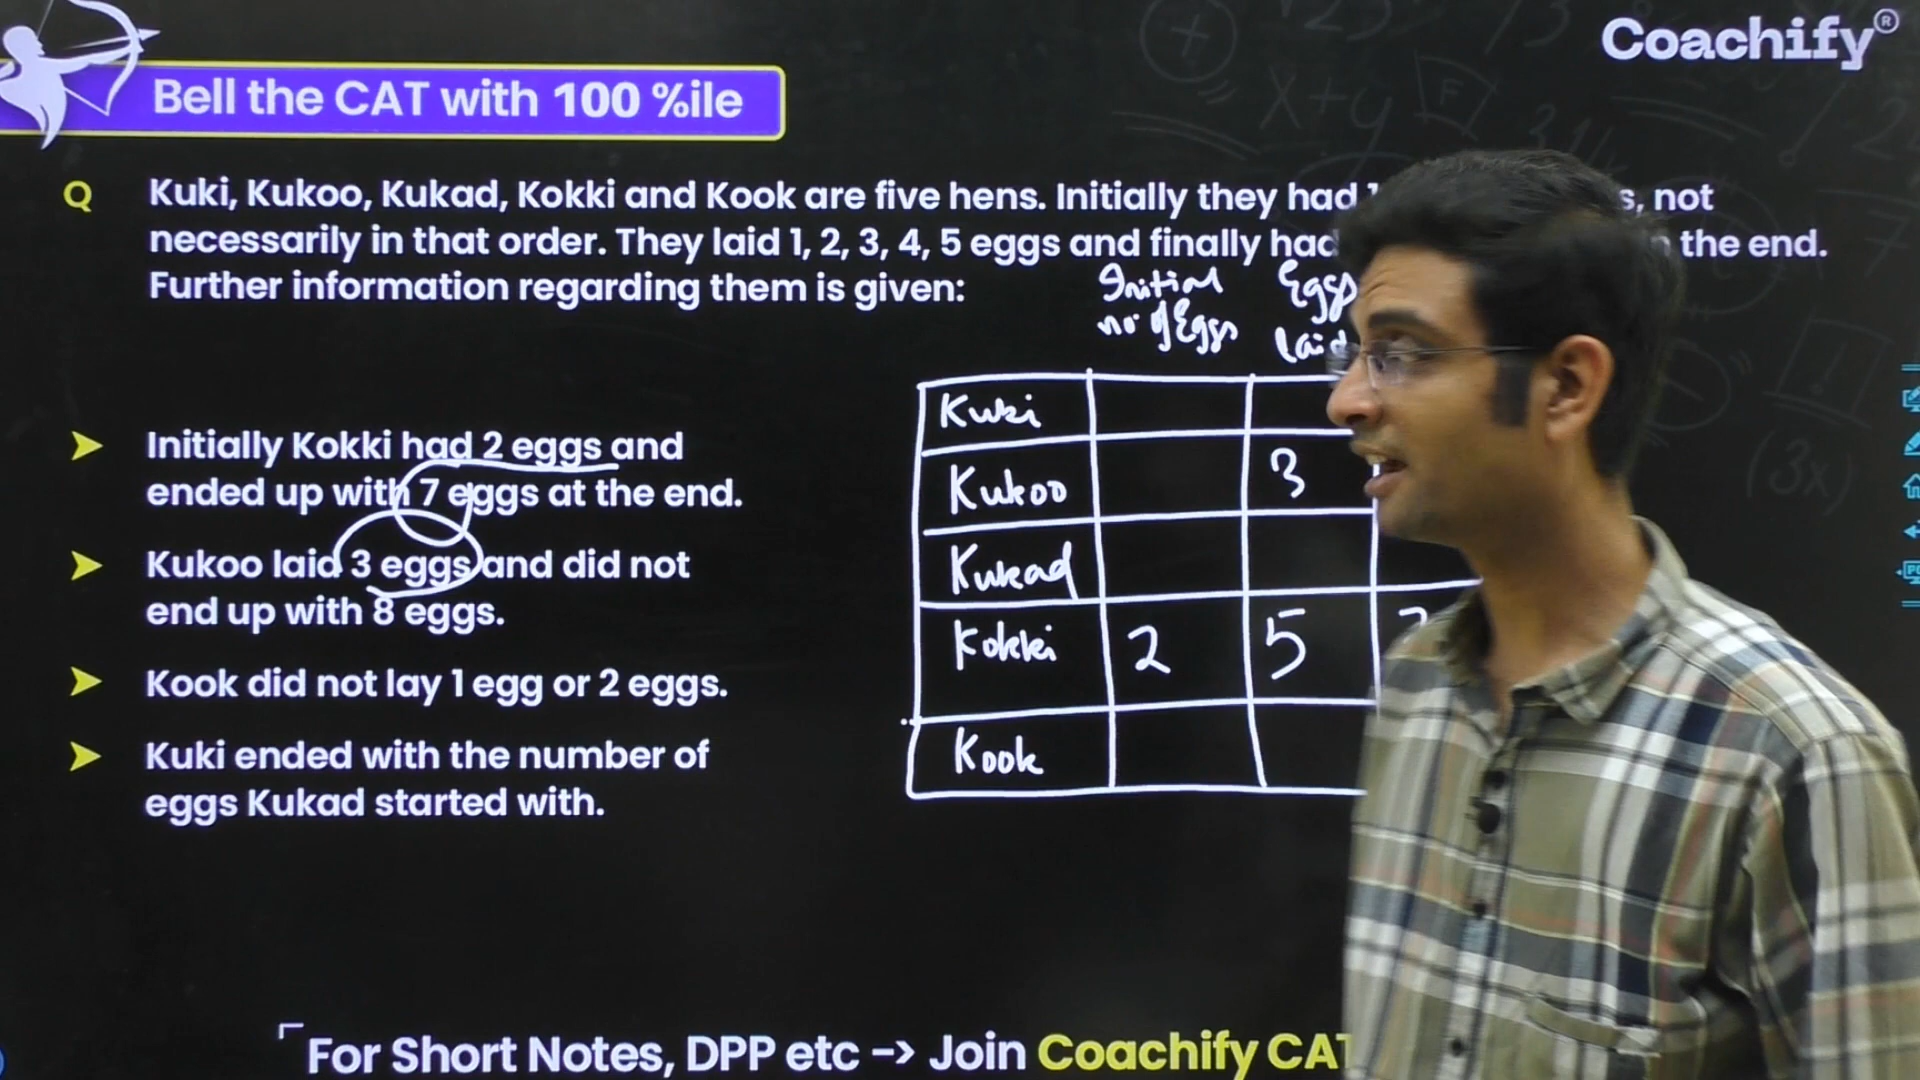 Coachify®
Bell the CAT with 100 %ile
Q Kuki, Kukoo, Kukad, Kokki and Kook are five hens. Initially they had s, not
necessarily in that order. They laid 1, 2, 3, 4, 5 eggs and finally had the end.
Further information regarding them is given:
Initial Eggs
no of Eggs laid
Kuki
Kukoo 3
Kukad
Kokki 2 5
Kook
➤ Initially Kokki had 2 eggs and
ended up with 7 eggs at the end.
➤ Kukoo laid 3 eggs and did not
end up with 8 eggs.
➤ Kook did not lay 1 egg or 2 eggs.
➤ Kuki ended with the number of
eggs Kukad started with.
For Short Notes, DPP etc -> Join Coachify CAT
X+y
(3x)